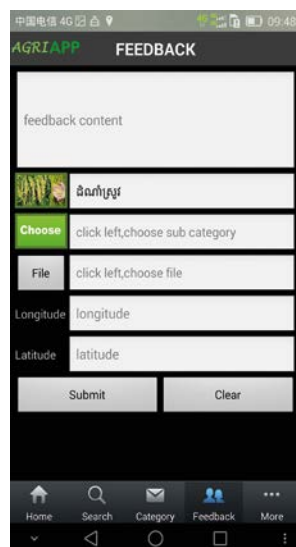 中国电信 4G 09:48
AGRIAPP FEEDBACK
feedback content
ដំណាំស្រូវ
Choose click left,choose sub category
File click left,choose file
Longitude longitude
Latitude latitude
Submit Clear
Home Search Category Feedback More